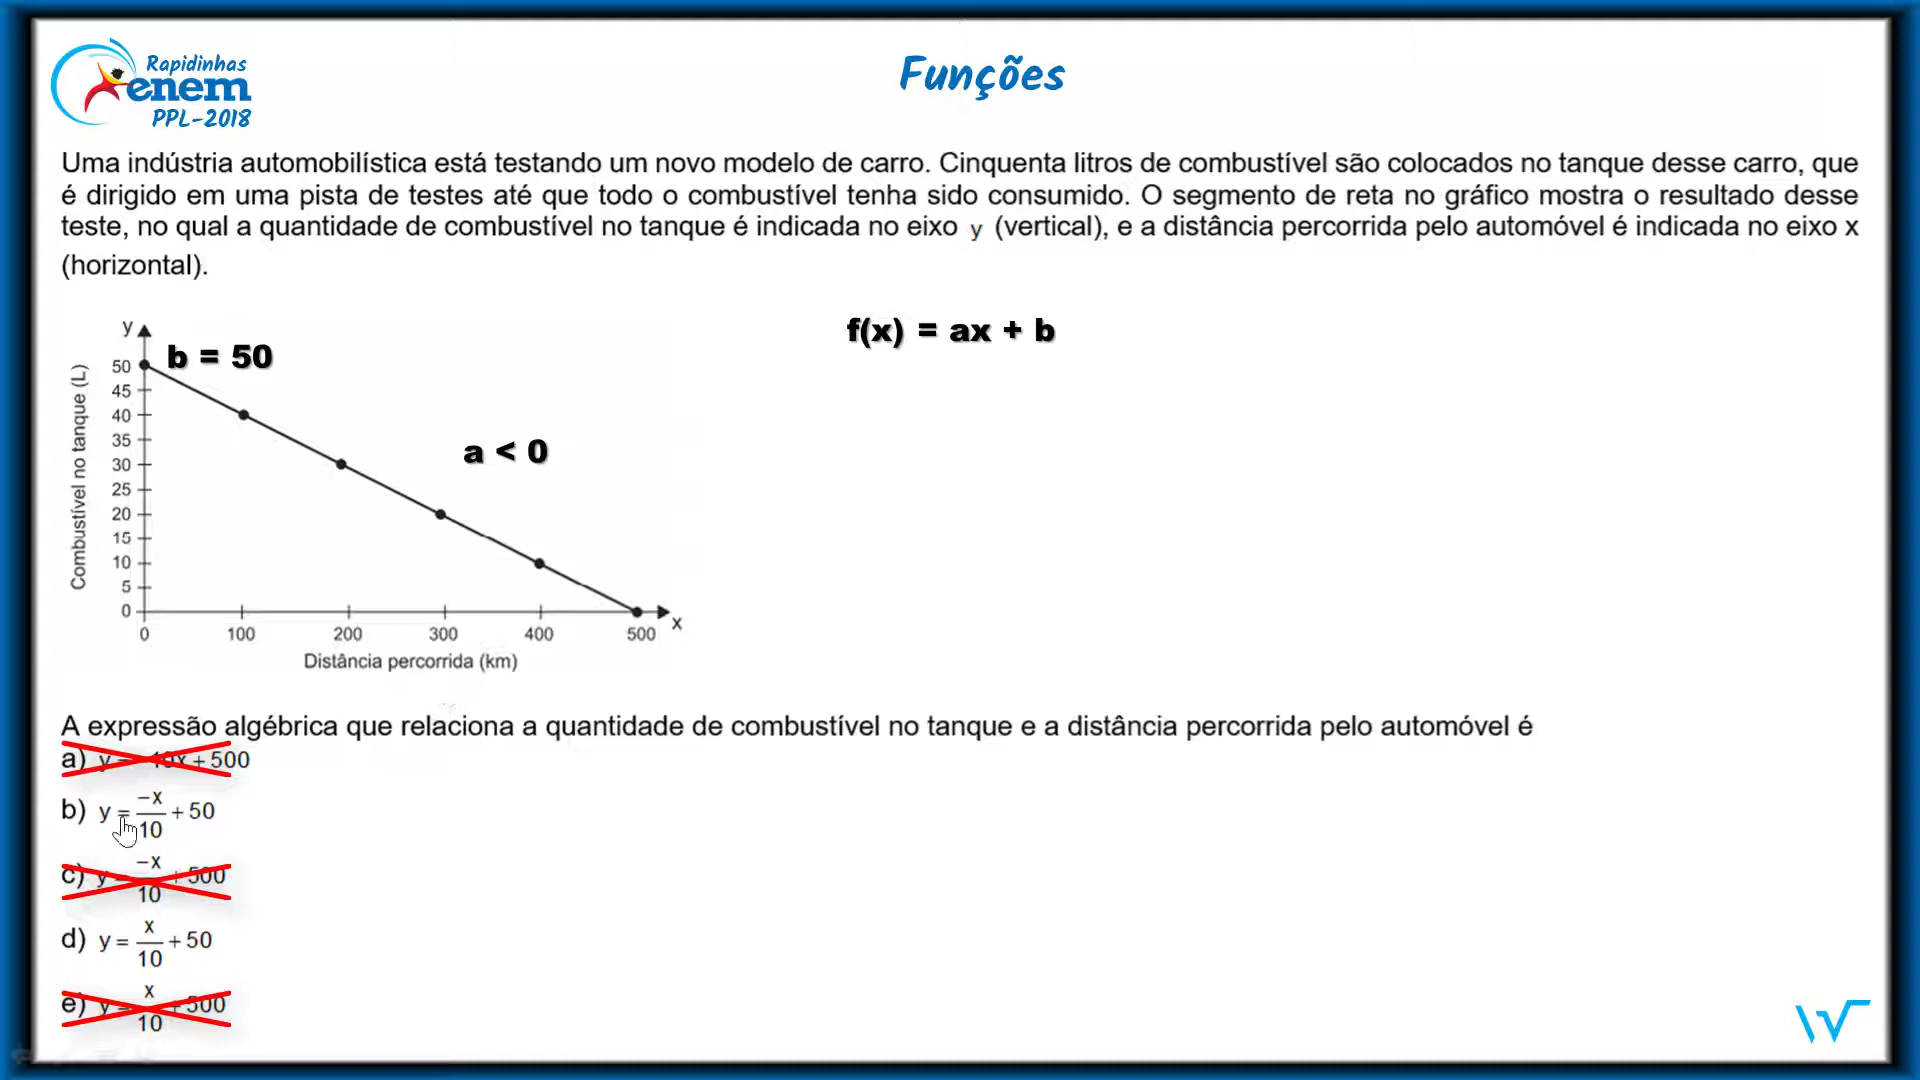 Rapidinhas
enem
PPL-2018
Funções
Uma indústria automobilística está testando um novo modelo de carro. Cinquenta litros de combustível são colocados no tanque desse carro, que
é dirigido em uma pista de testes até que todo o combustível tenha sido consumido. O segmento de reta no gráfico mostra o resultado desse
teste, no qual a quantidade de combustível no tanque é indicada no eixo y (vertical), e a distância percorrida pelo automóvel é indicada no eixo x
(horizontal).
f(x) = ax + b
y
b = 50
a < 0
Combustível no tanque (L)
50
45
40
35
30
25
20
15
10
5
0
0 100 200 300 400 500 x
Distância percorrida (km)
A expressão algébrica que relaciona a quantidade de combustível no tanque e a distância percorrida pelo automóvel é
a) y = -10x + 500
b) y = -x/10 + 50
c) y = -x/10 + 500
d) y = x/10 + 50
e) y = x/10 + 500